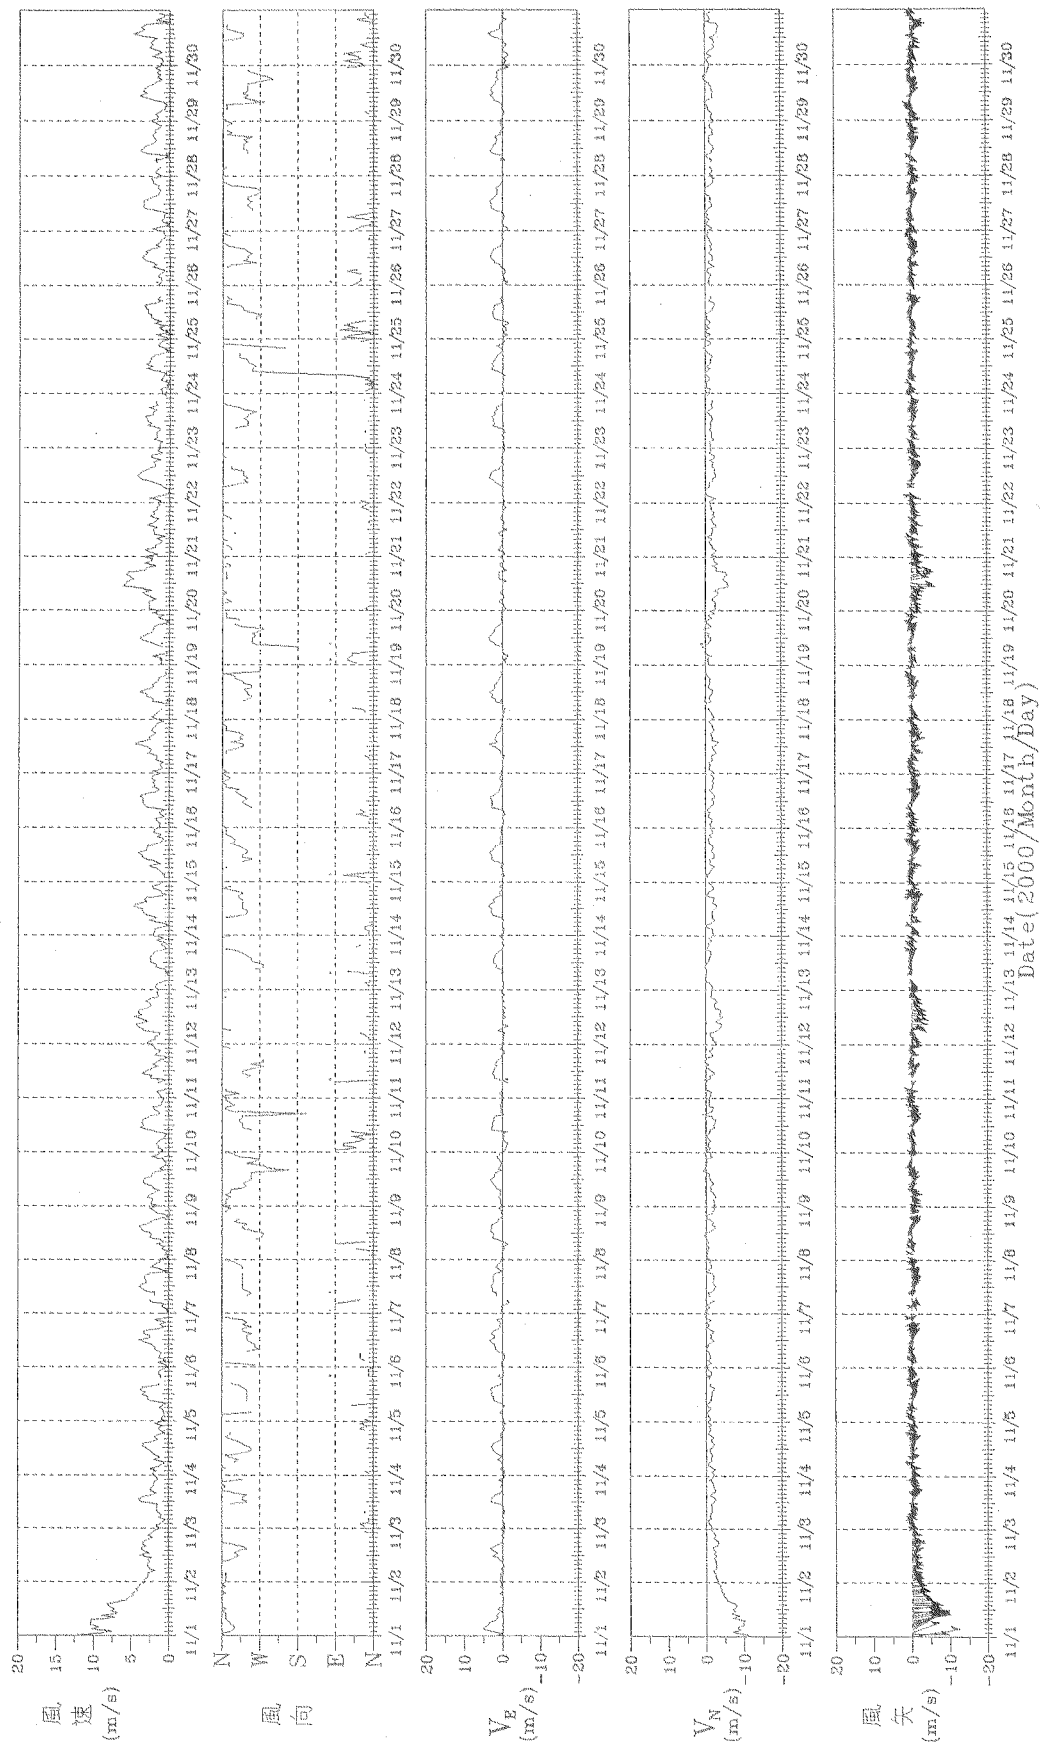 風
速
(m/s)
20
15
10
5
0
11/1 11/2 11/3 11/4 11/5 11/6 11/7 11/8 11/9 11/10 11/11 11/12 11/13 11/14 11/15 11/16 11/17 11/18 11/19 11/20 11/21 11/22 11/23 11/24 11/25 11/26 11/27 11/28 11/29 11/30
風
向
N
W
S
E
N
11/1 11/2 11/3 11/4 11/5 11/6 11/7 11/8 11/9 11/10 11/11 11/12 11/13 11/14 11/15 11/16 11/17 11/18 11/19 11/20 11/21 11/22 11/23 11/24 11/25 11/26 11/27 11/28 11/29 11/30
V_E
(m/s)
20
10
0
-10
-20
11/1 11/2 11/3 11/4 11/5 11/6 11/7 11/8 11/9 11/10 11/11 11/12 11/13 11/14 11/15 11/16 11/17 11/18 11/19 11/20 11/21 11/22 11/23 11/24 11/25 11/26 11/27 11/28 11/29 11/30
V_N
(m/s)
20
10
0
-10
-20
11/1 11/2 11/3 11/4 11/5 11/6 11/7 11/8 11/9 11/10 11/11 11/12 11/13 11/14 11/15 11/16 11/17 11/18 11/19 11/20 11/21 11/22 11/23 11/24 11/25 11/26 11/27 11/28 11/29 11/30
風
矢
(m/s)
20
10
0
-10
-20
11/1 11/2 11/3 11/4 11/5 11/6 11/7 11/8 11/9 11/10 11/11 11/12 11/13 11/14 11/15 11/16 11/17 11/18 11/19 11/20 11/21 11/22 11/23 11/24 11/25 11/26 11/27 11/28 11/29 11/30
Date(2000/Month/Day)